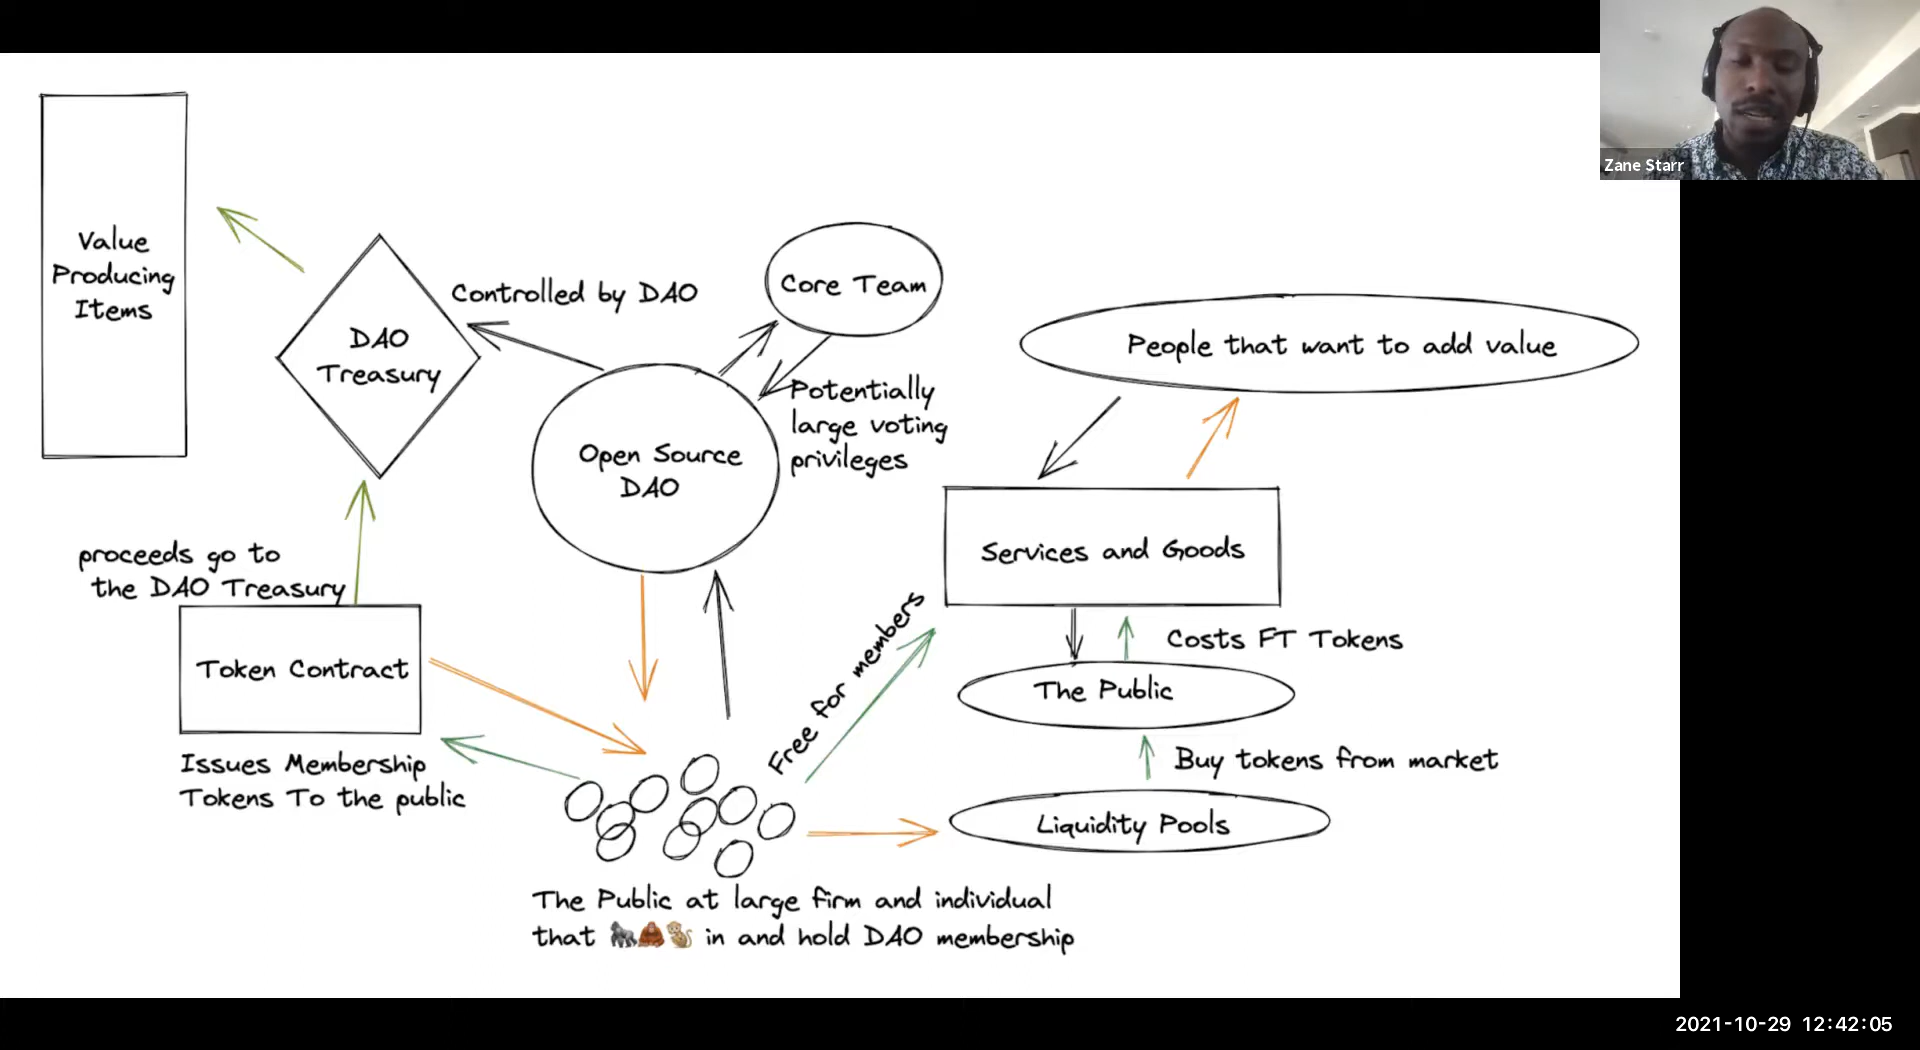 Zane Starr
Value
Producing
Items
DAO
Treasury
Controlled by DAO
Core Team
Potentially
large voting
privileges
Open Source
DAO
People that want to add value
Services and Goods
proceeds go to
the DAO Treasury
Token Contract
Issues Membership
Tokens To the public
Free for members
Costs FT Tokens
The Public
Buy tokens from market
Liquidity Pools
The Public at large firm and individual
that 🦍🦧🐒 in and hold DAO membership
2021-10-29 12:42:05